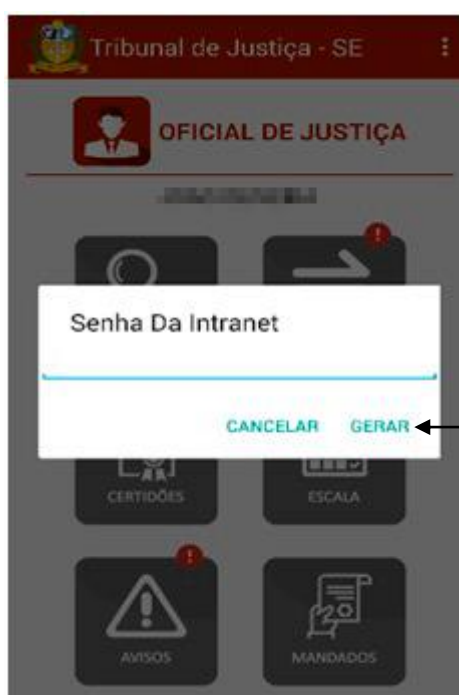 Tribunal de Justiça - SE
OFICIAL DE JUSTIÇA
Senha Da Intranet
CANCELAR GERAR
CERTIDÕES ESCALA
AVISOS MANDADOS